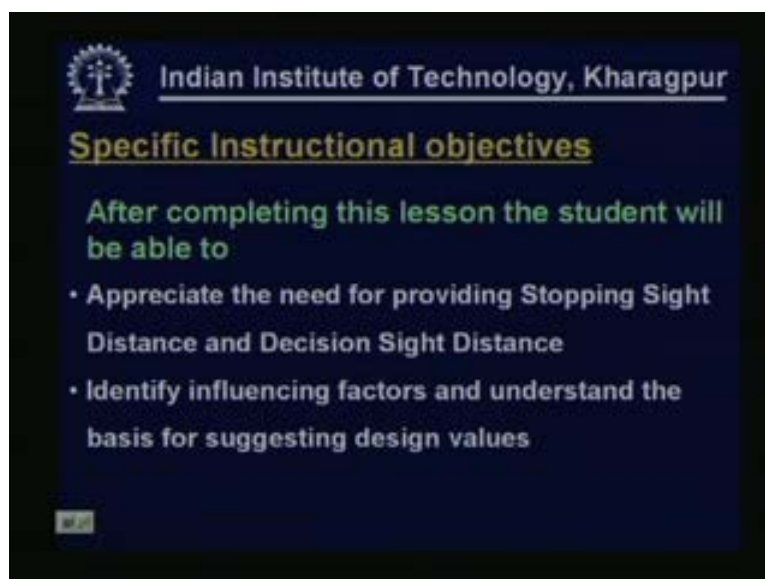 Indian Institute of Technology, Kharagpur
Specific Instructional objectives
After completing this lesson the student will
be able to
• Appreciate the need for providing Stopping Sight
Distance and Decision Sight Distance
• Identify influencing factors and understand the
basis for suggesting design values